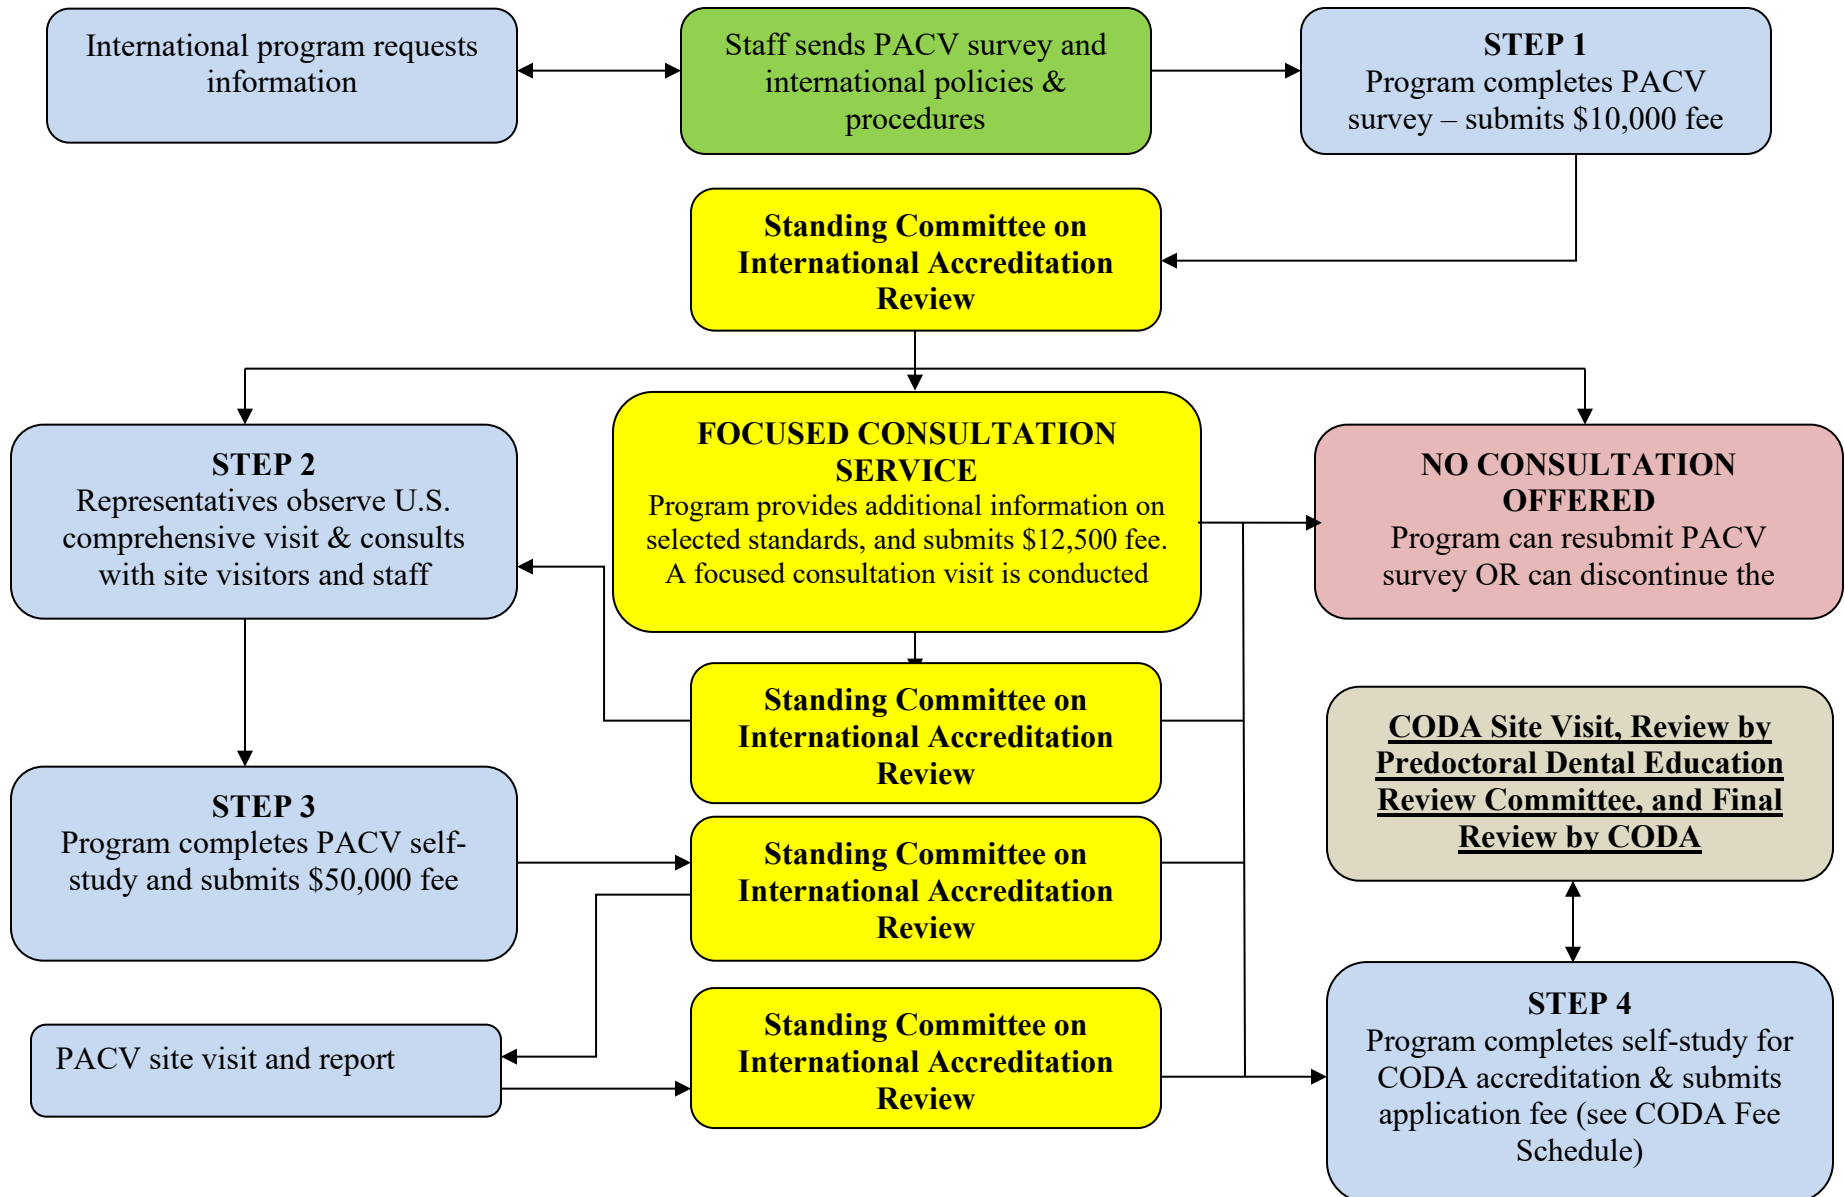 International program requests
information
Staff sends PACV survey and
international policies &
procedures
STEP 1
Program completes PACV
survey – submits $10,000 fee
Standing Committee on
International Accreditation
Review
STEP 2
Representatives observe U.S.
comprehensive visit & consults
with site visitors and staff
FOCUSED CONSULTATION
SERVICE
Program provides additional information on
selected standards, and submits $12,500 fee.
A focused consultation visit is conducted
NO CONSULTATION
OFFERED
Program can resubmit PACV
survey OR can discontinue the
Standing Committee on
International Accreditation
Review
STEP 3
Program completes PACV self-
study and submits $50,000 fee
Standing Committee on
International Accreditation
Review
CODA Site Visit, Review by
Predoctoral Dental Education
Review Committee, and Final
Review by CODA
PACV site visit and report
Standing Committee on
International Accreditation
Review
STEP 4
Program completes self-study for
CODA accreditation & submits
application fee (see CODA Fee
Schedule)